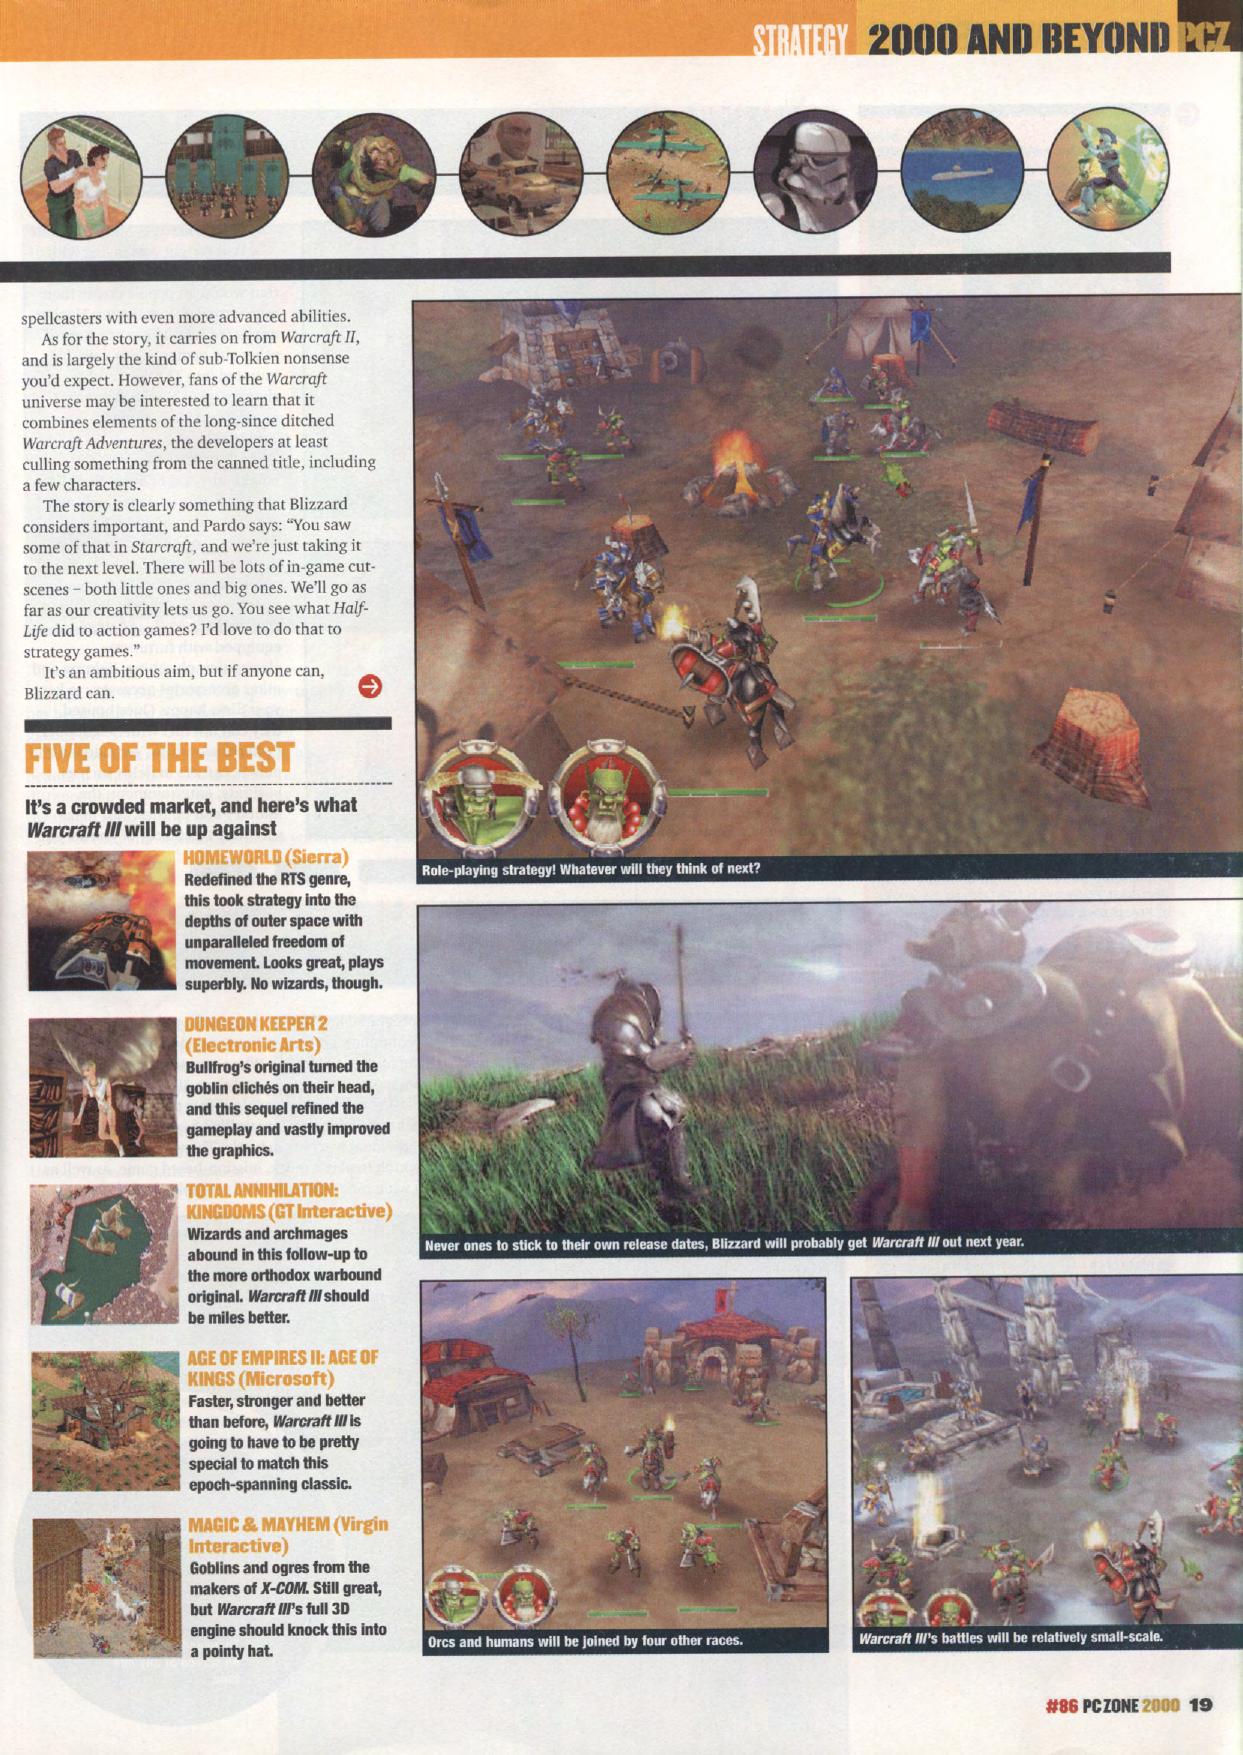 STRATEGY 2000 AND BEYOND PCZ
spellcasters with even more advanced abilities.
As for the story, it carries on from Warcraft II,
and is largely the kind of sub-Tolkien nonsense
you'd expect. However, fans of the Warcraft
universe may be interested to learn that it
combines elements of the long-since ditched
Warcraft Adventures, the developers at least
culling something from the canned title, including
a few characters.
The story is clearly something that Blizzard
considers important, and Pardo says: “You saw
some of that in Starcraft, and we're just taking it
to the next level. There will be lots of in-game cut-
scenes – both little ones and big ones. We'll go as
far as our creativity lets us go. You see what Half-
Life did to action games? I'd love to do that to
strategy games.”
It's an ambitious aim, but if anyone can,
Blizzard can.
FIVE OF THE BEST
It's a crowded market, and here's what
Warcraft III will be up against
HOMEWORLD (Sierra)
Redefined the RTS genre,
this took strategy into the
depths of outer space with
unparalleled freedom of
movement. Looks great, plays
superbly. No wizards, though.
DUNGEON KEEPER 2
(Electronic Arts)
Bullfrog's original turned the
goblin clichés on their head,
and this sequel refined the
gameplay and vastly improved
the graphics.
TOTAL ANNIHILATION:
KINGDOMS (GT Interactive)
Wizards and archmages
abound in this follow-up to
the more orthodox warbound
original. Warcraft III should
be miles better.
AGE OF EMPIRES II: AGE OF
KINGS (Microsoft)
Faster, stronger and better
than before, Warcraft III is
going to have to be pretty
special to match this
epoch-spanning classic.
MAGIC & MAYHEM (Virgin
Interactive)
Goblins and ogres from the
makers of X-COM. Still great,
but Warcraft III's full 3D
engine should knock this into
a pointy hat.
Role-playing strategy! Whatever will they think of next?
Never ones to stick to their own release dates, Blizzard will probably get Warcraft III out next year.
Orcs and humans will be joined by four other races.
Warcraft III's battles will be relatively small-scale.
#86 PC ZONE 2000 19